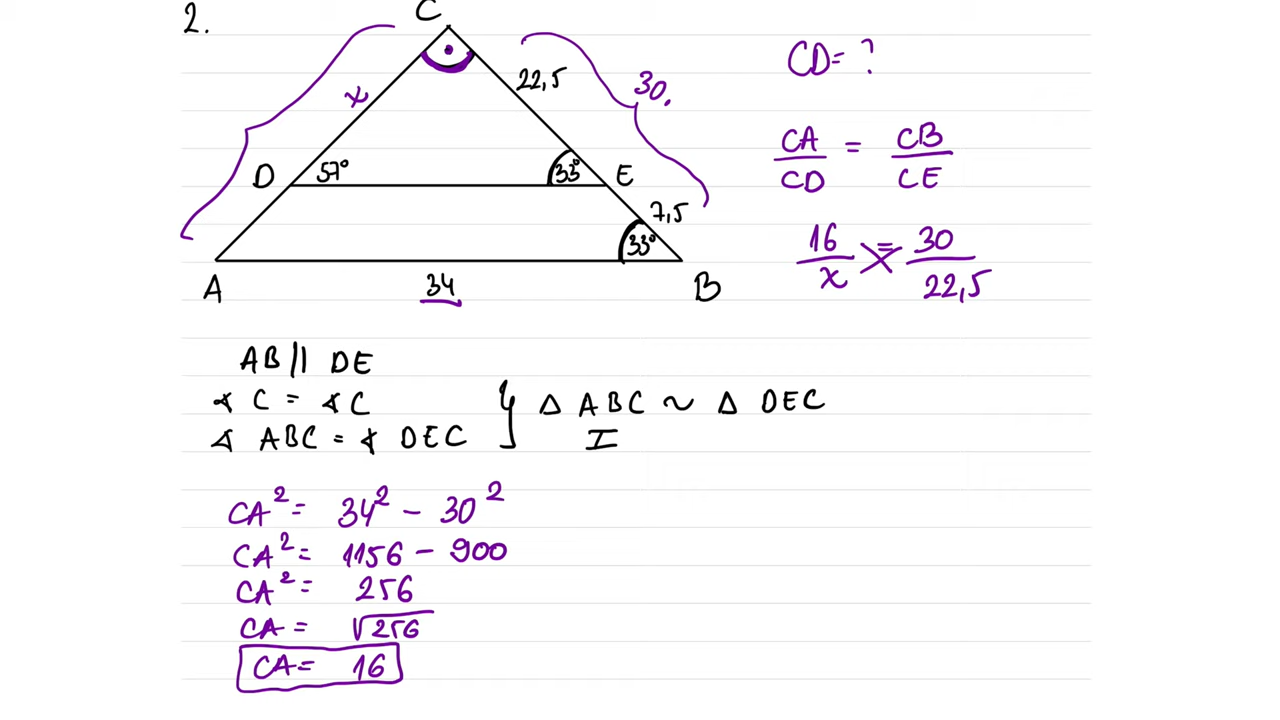 2.
C
x
22,5
30.
D
57°
33°
E
7,5
33°
A
34
B
CD= ?
CA/CD = CB/CE
16/x = 30/22,5
AB || DE
∢ C = ∢ C
∢ ABC = ∢ DEC } Δ ABC ~ Δ DEC
I
CA² = 34² - 30²
CA² = 1156 - 900
CA² = 256
CA = √256
CA = 16